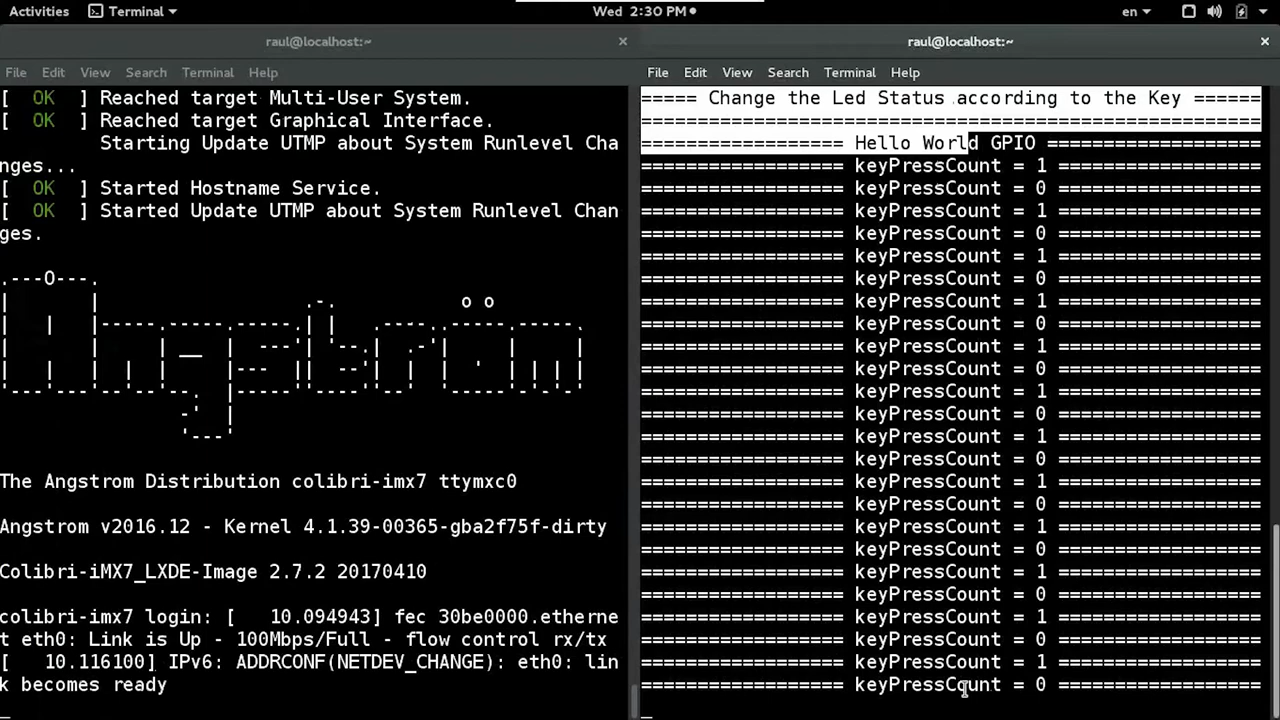 Activities Terminal Wed 2:30 PM en
raul@localhost:~
File Edit View Search Terminal Help
[ OK ] Reached target Multi-User System.
[ OK ] Reached target Graphical Interface.
Starting Update UTMP about System Runlevel Cha
nges...
[ OK ] Started Hostname Service.
[ OK ] Started Update UTMP about System Runlevel Chan
ges.
The Angstrom Distribution colibri-imx7 ttymxc0
Angstrom v2016.12 - Kernel 4.1.39-00365-gba2f75f-dirty
Colibri-iMX7_LXDE-Image 2.7.2 20170410
colibri-imx7 login: [ 10.094943] fec 30be0000.etherne
t eth0: Link is Up - 100Mbps/Full - flow control rx/tx
[ 10.116100] IPv6: ADDRCONF(NETDEV_CHANGE): eth0: lin
k becomes ready
raul@localhost:~
File Edit View Search Terminal Help
===== Change the Led Status according to the Key ======
=======================================================
================== Hello World GPIO ===================
================== keyPressCount = 1 ==================
================== keyPressCount = 0 ==================
================== keyPressCount = 1 ==================
================== keyPressCount = 0 ==================
================== keyPressCount = 1 ==================
================== keyPressCount = 0 ==================
================== keyPressCount = 1 ==================
================== keyPressCount = 0 ==================
================== keyPressCount = 1 ==================
================== keyPressCount = 0 ==================
================== keyPressCount = 1 ==================
================== keyPressCount = 0 ==================
================== keyPressCount = 1 ==================
================== keyPressCount = 0 ==================
================== keyPressCount = 1 ==================
================== keyPressCount = 0 ==================
================== keyPressCount = 1 ==================
================== keyPressCount = 0 ==================
================== keyPressCount = 1 ==================
================== keyPressCount = 0 ==================
================== keyPressCount = 1 ==================
================== keyPressCount = 0 ==================
================== keyPressCount = 1 ==================
================== keyPressCount = 0 ==================